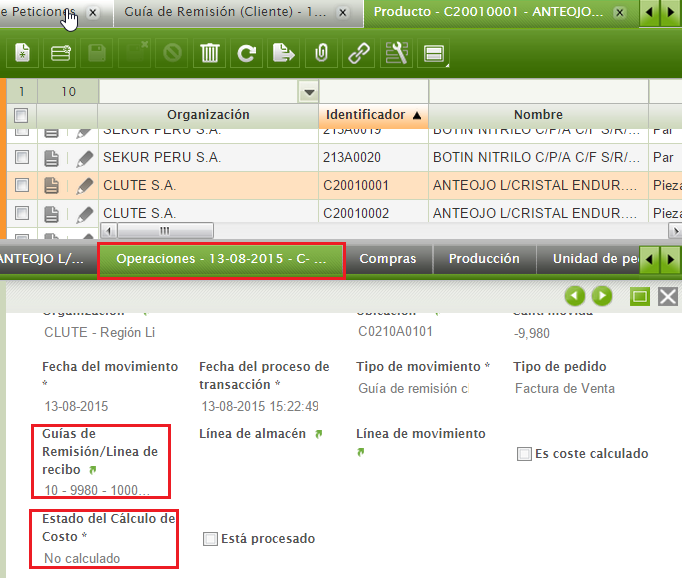 e Peticiones x Guía de Remisión (Cliente) - 1... x Producto - C20010001 - ANTEOJO... x
1 10
Organización Identificador Nombre
SEKUR PERU S.A. 213A0019 BOTIN NITRILO C/P/A C/F S/R/... Par
SEKUR PERU S.A. 213A0020 BOTIN NITRILO C/P/A C/F S/R/... Par
CLUTE S.A. C20010001 ANTEOJO L/CRISTAL ENDUR.... Pieza
CLUTE S.A. C20010002 ANTEOJO L/CRISTAL ENDUR.... Pieza
ANTEOJO L/... Operaciones - 13-08-2015 - C- ... Compras Producción Unidad de pe
Organización Ubicación Cant. movida
CLUTE - Región Li C0210A0101 -9,980
Fecha del movimiento * Fecha del proceso de transacción * Tipo de movimiento * Tipo de pedido
13-08-2015 13-08-2015 15:22:49 Guía de remisión c Factura de Venta
Guías de
Remisión/Linea de
recibo
Línea de almacén Línea de movimiento
Es coste calculado
10 - 9980 - 1000...
Estado del Cálculo de
Costo *
Está procesado
No calculado